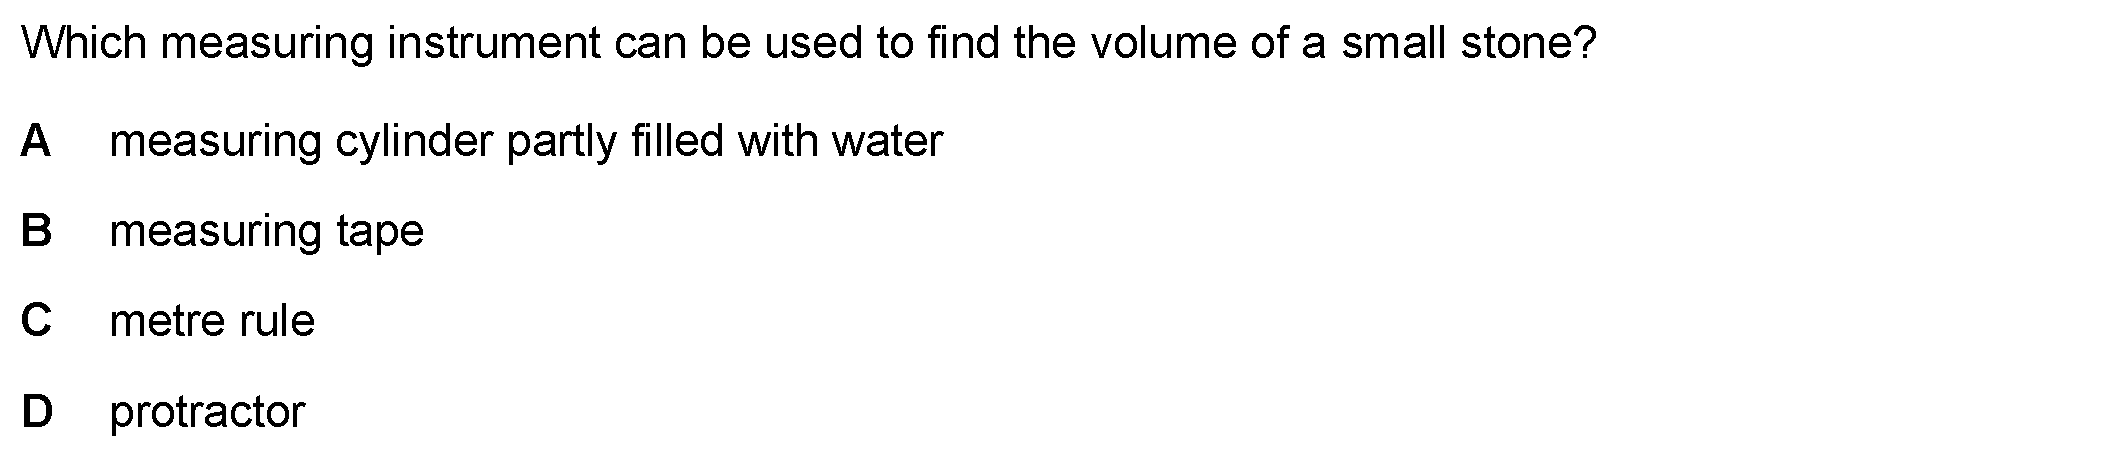 Which measuring instrument can be used to find the volume of a small stone?
A measuring cylinder partly filled with water
B measuring tape
C metre rule
D protractor